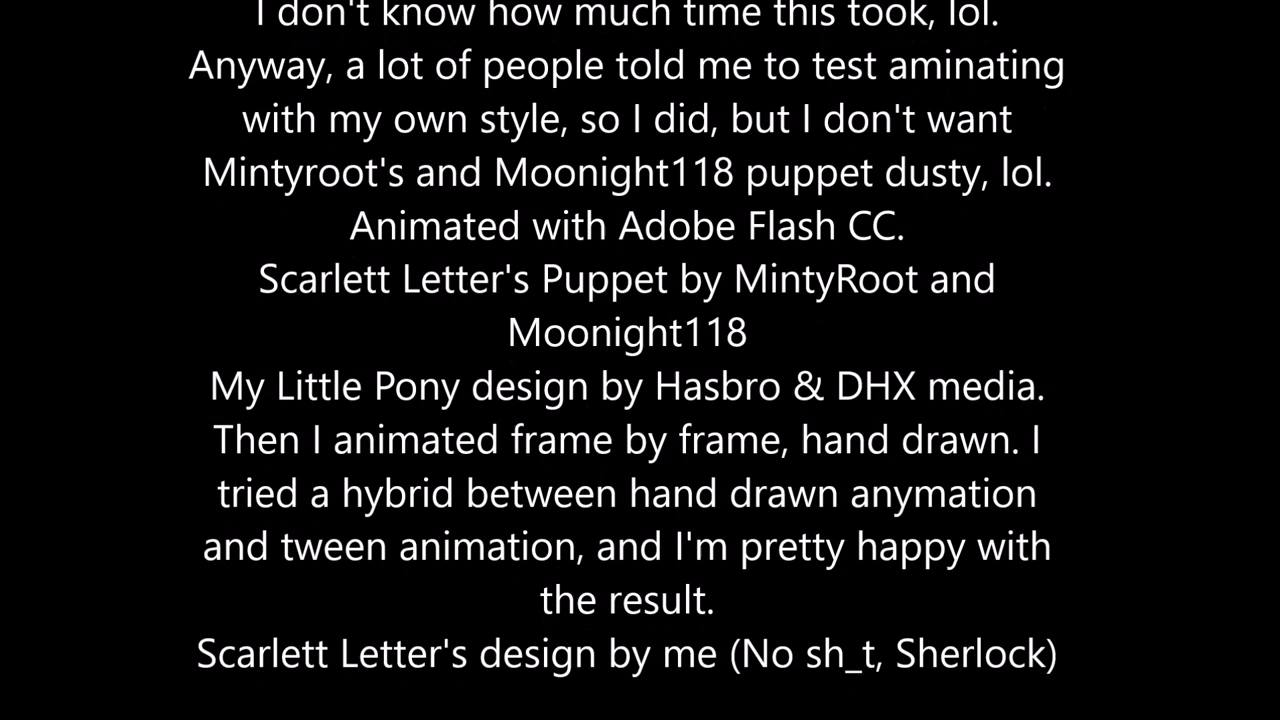 I don't know how much time this took, lol.
Anyway, a lot of people told me to test aminating
with my own style, so I did, but I don't want
Mintyroot's and Moonight118 puppet dusty, lol.
Animated with Adobe Flash CC.
Scarlett Letter's Puppet by MintyRoot and
Moonight118
My Little Pony design by Hasbro & DHX media.
Then I animated frame by frame, hand drawn. I
tried a hybrid between hand drawn anymation
and tween animation, and I'm pretty happy with
the result.
Scarlett Letter's design by me (No sh_t, Sherlock)